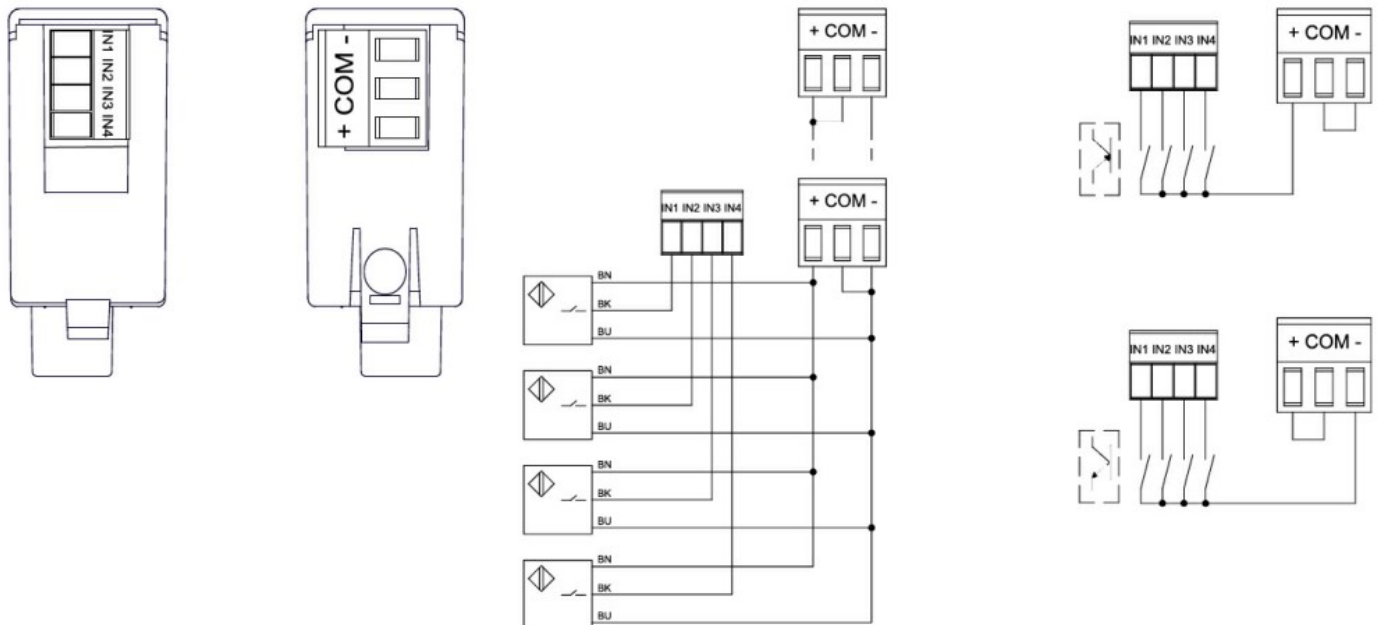 IN1 IN2 IN3 IN4
+ COM -
+ COM -
IN1 IN2 IN3 IN4
+ COM -
BN
BK
BU
BN
BK
BU
BN
BK
BU
BN
BK
BU
IN1 IN2 IN3 IN4
+ COM -
IN1 IN2 IN3 IN4
+ COM -